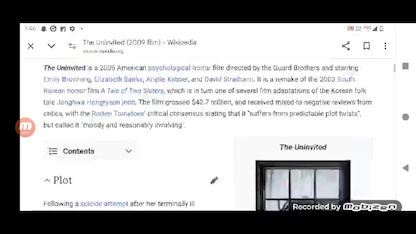 7:46
22
The Uninvited (2009 film) - Wikipedia
The Uninvited is a 2009 American psychological horror film directed by the Guard Brothers and starring
Emily Browning, Elizabeth Banks, Arielle Kebbel, and David Strathairn. It is a remake of the 2003 South
Korean horror film A Tale of Two Sisters, which is in turn one of several film adaptations of the Korean folk
tale Janghwa Hongryeon jeon. The film grossed $42.7 million, and received mixed-to-negative reviews from
critics, with the Rotten Tomatoes' critical consensus stating that it "suffers from predictable plot twists",
but called it "moody and reasonably involving".
Contents
The Uninvited
Plot
Following a suicide attempt after her terminally ill
Recorded by Mobizen